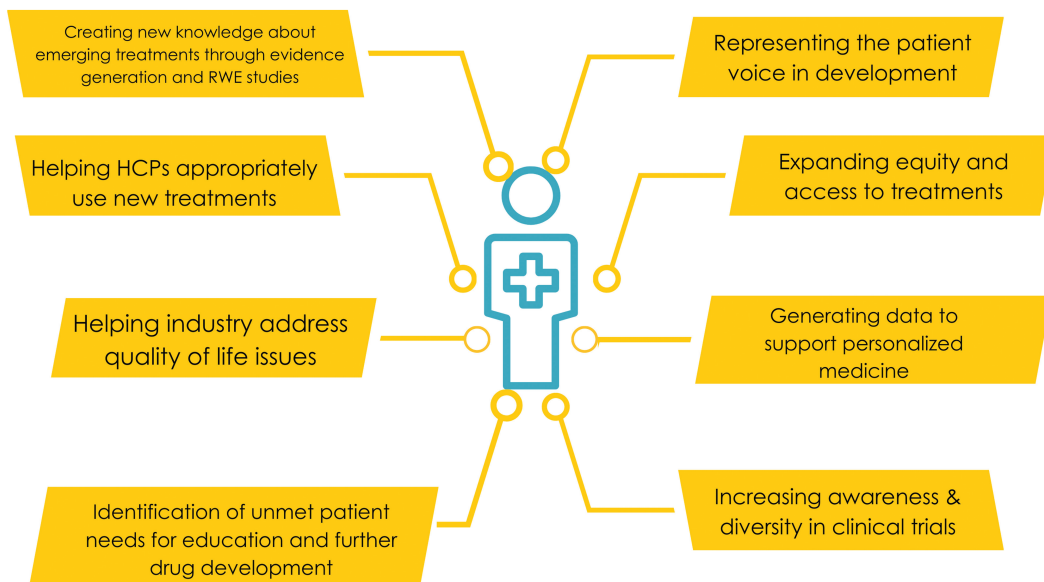 Creating new knowledge about
emerging treatments through evidence
generation and RWE studies
Representing the patient
voice in development
Helping HCPs appropriately
use new treatments
Expanding equity and
access to treatments
Helping industry address
quality of life issues
Generating data to
support personalized
medicine
Identification of unmet patient
needs for education and further
drug development
Increasing awareness &
diversity in clinical trials